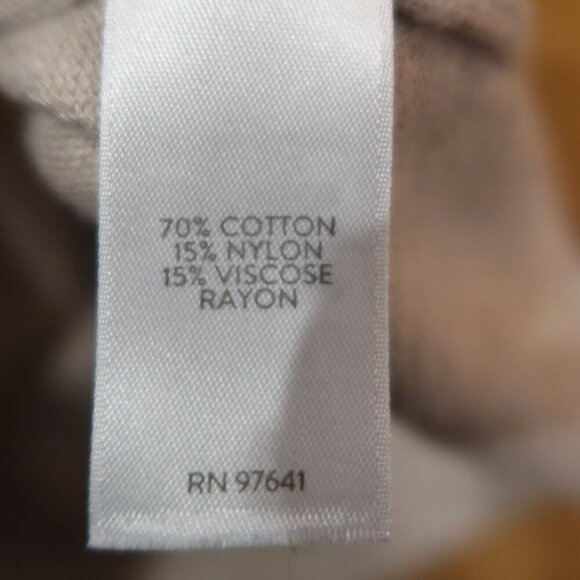 70% COTTON
15% NYLON
15% VISCOSE
RAYON
RN 97641